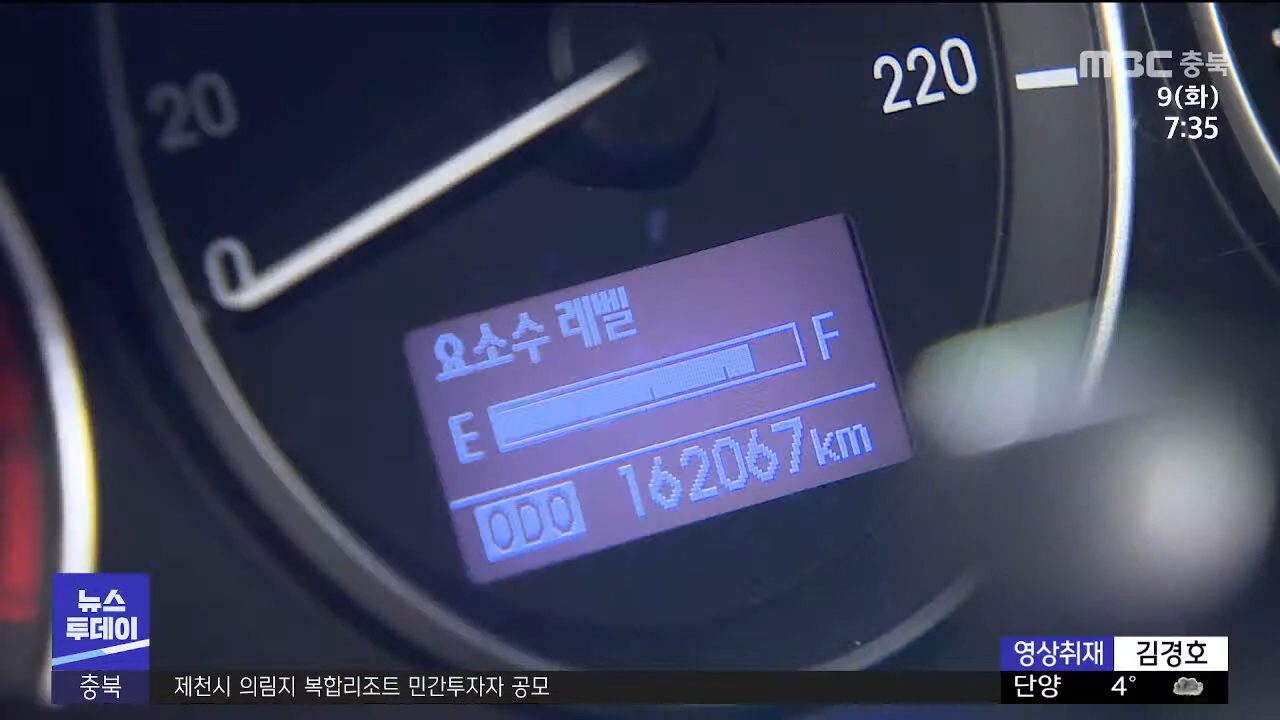 20
0
220
MBC 충북
9(화)
7:35
요소수 레벨
E F
ODO 162067km
뉴스
투데이
충북
제천시 의림지 복합리조트 민간투자자 공모
영상취재 김경호
단양 4°